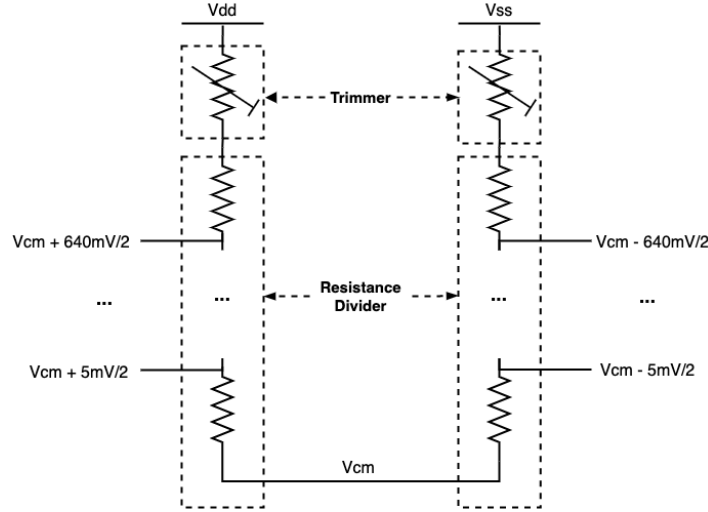 Vdd Vss
Trimmer
Vcm + 640mV/2 Vcm - 640mV/2
... ... ... ...
Resistance
Divider
Vcm + 5mV/2 Vcm - 5mV/2
Vcm